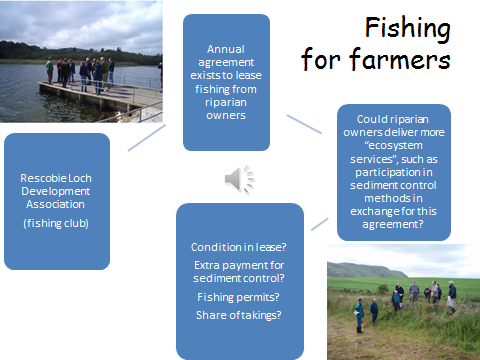 Fishing
for farmers
Annual
agreement
exists to lease
fishing from
riparian
owners
Rescobie Loch
Development
Association
(fishing club)
Could riparian
owners deliver more
“ecosystem
services”, such as
participation in
sediment control
methods in
exchange for this
agreement?
Condition in lease?
Extra payment for
sediment control?
Fishing permits?
Share of takings?